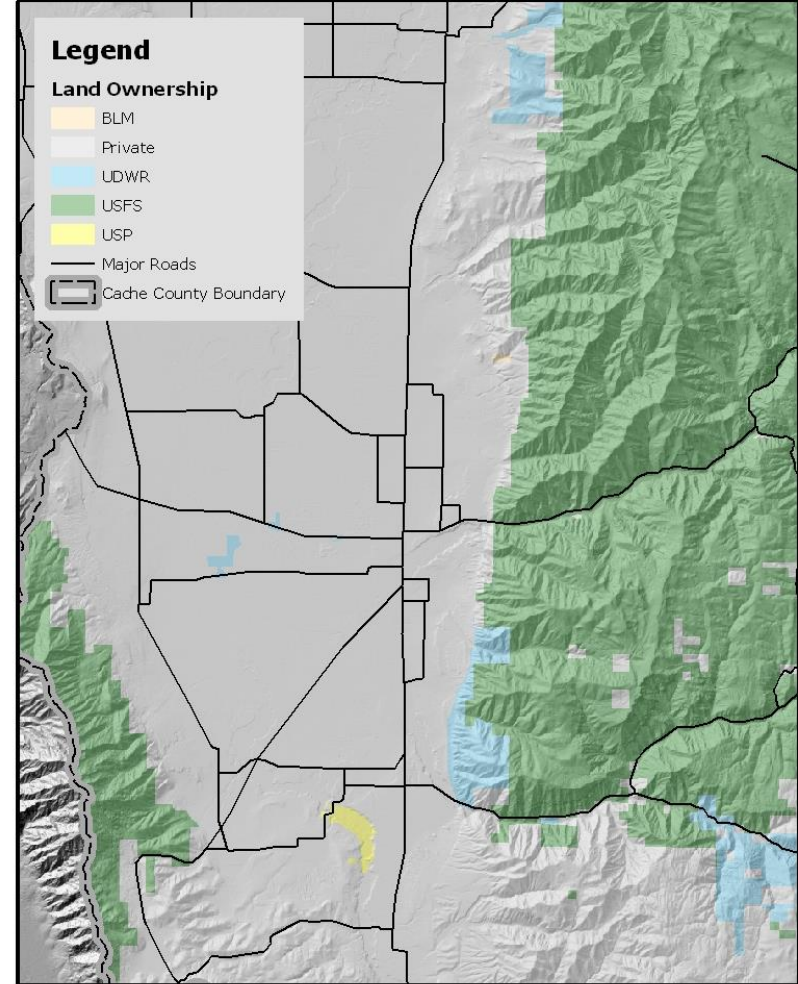 Legend
Land Ownership
BLM
Private
UDWR
USFS
USP
Major Roads
Cache County Boundary